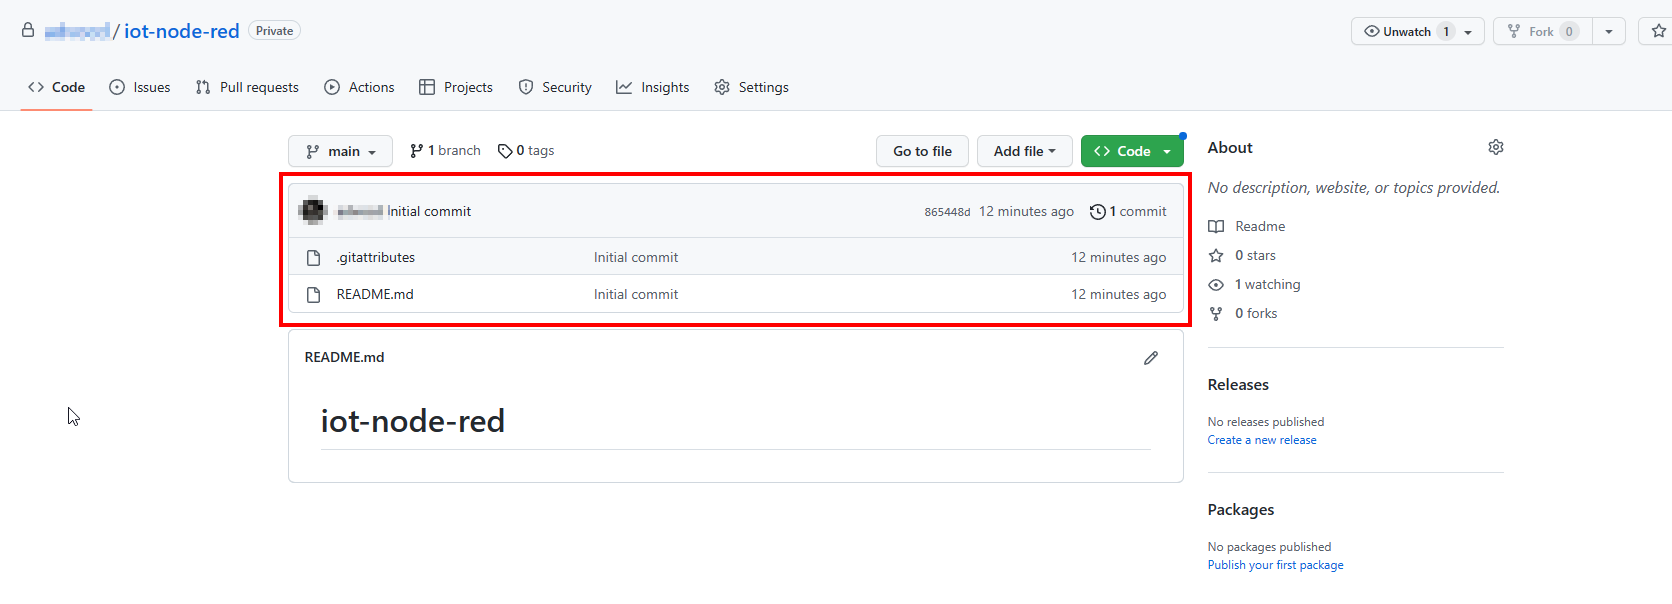 / iot-node-red Private
Unwatch 1
Fork 0
Code Issues Pull requests Actions Projects Security Insights Settings
main 1 branch 0 tags Go to file Add file Code
Initial commit 865448d 12 minutes ago 1 commit
.gitattributes Initial commit 12 minutes ago
README.md Initial commit 12 minutes ago
README.md
iot-node-red
About
No description, website, or topics provided.
Readme
0 stars
1 watching
0 forks
Releases
No releases published
Create a new release
Packages
No packages published
Publish your first package